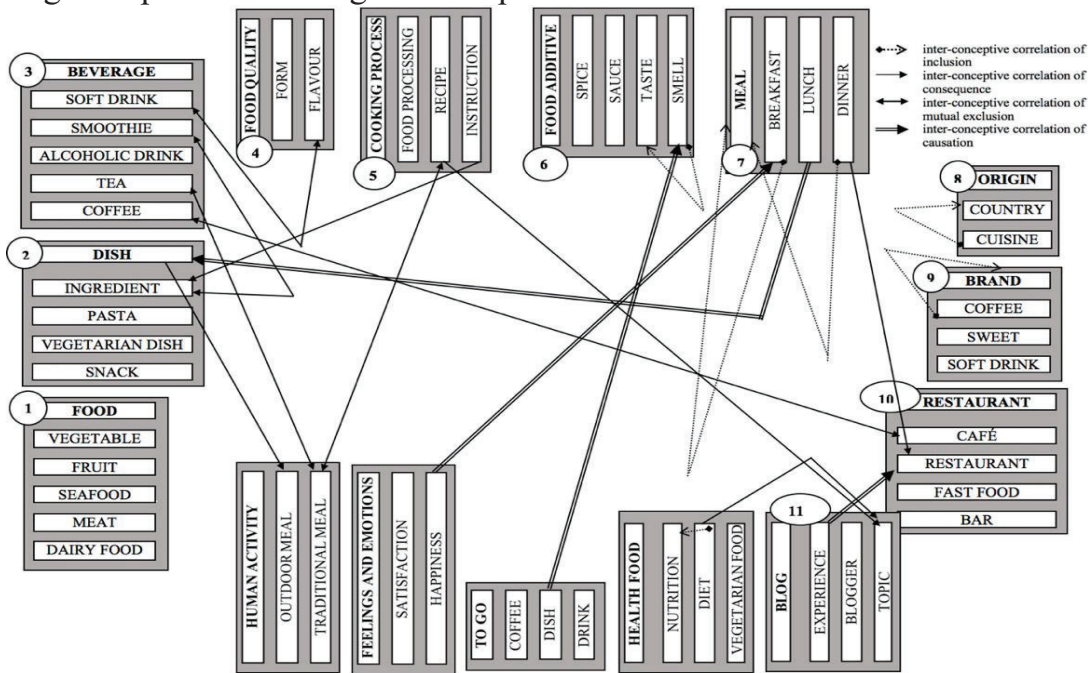 3
BEVERAGE
SOFT DRINK
SMOOTHIE
ALCOHOLIC DRINK
TEA
COFFEE
2
DISH
INGREDIENT
PASTA
VEGETARIAN DISH
SNACK
1
FOOD
VEGETABLE
FRUIT
SEAFOOD
MEAT
DAIRY FOOD
4
FOOD QUALITY
FORM
FLAVOUR
5
COOKING PROCESS
FOOD PROCESSING
RECIPE
INSTRUCTION
6
FOOD ADDITIVE
SPICE
SAUCE
TASTE
SMELL
7
MEAL
BREAKFAST
LUNCH
DINNER
inter-conceptive correlation of
inclusion
inter-conceptive correlation of
consequence
inter-conceptive correlation of
mutual exclusion
inter-conceptive correlation of
causation
8
ORIGIN
COUNTRY
CUISINE
9
BRAND
COFFEE
SWEET
SOFT DRINK
10
RESTAURANT
CAFÉ
RESTAURANT
FAST FOOD
BAR
HUMAN ACTIVITY
OUTDOOR MEAL
TRADITIONAL MEAL
FEELINGS AND EMOTIONS
SATISFACTION
HAPPINESS
TO GO
COFFEE
DISH
DRINK
HEALTH FOOD
NUTRITION
DIET
VEGETARIAN FOOD
11
BLOG
EXPERIENCE
BLOGGER
TOPIC